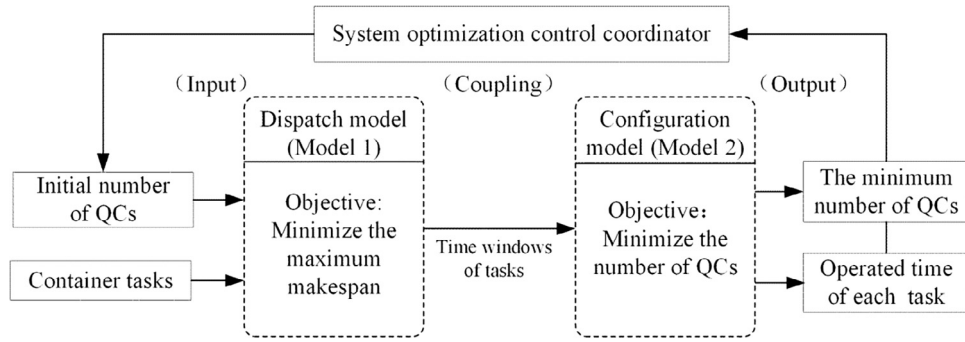 System optimization control coordinator
（Input）
（Coupling）
（Output）
Dispatch model
(Model 1)
Configuration
model (Model 2)
Initial number
of QCs
Container tasks
Objective:
Minimize the
maximum
makespan
Time windows
of tasks
Objective：
Minimize the
number of QCs
The minimum
number of QCs
Operated time
of each task